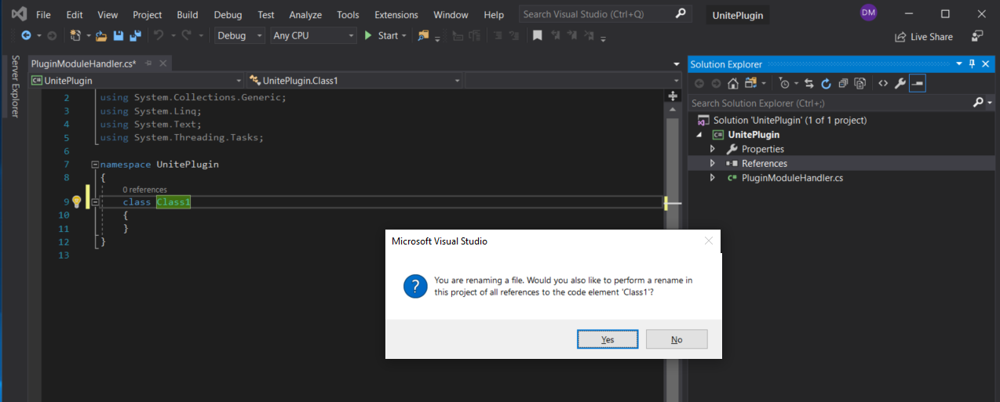 File Edit View Project Build Debug Test Analyze Tools Extensions Window Help Search Visual Studio (Ctrl+Q) UnitePlugin DM
Debug Any CPU Start Live Share
Server Explorer
PluginModuleHandler.cs*
UnitePlugin UnitePlugin.Class1
2 using System.Collections.Generic;
3 using System.Linq;
4 using System.Text;
5 using System.Threading.Tasks;
6
7 namespace UnitePlugin
8 {
0 references
9 class Class1
10 {
11 }
12 }
13
Solution Explorer
Search Solution Explorer (Ctrl+;)
Solution 'UnitePlugin' (1 of 1 project)
C# UnitePlugin
Properties
References
C# PluginModuleHandler.cs
Microsoft Visual Studio
? You are renaming a file. Would you also like to perform a rename in
this project of all references to the code element 'Class1'?
Yes No